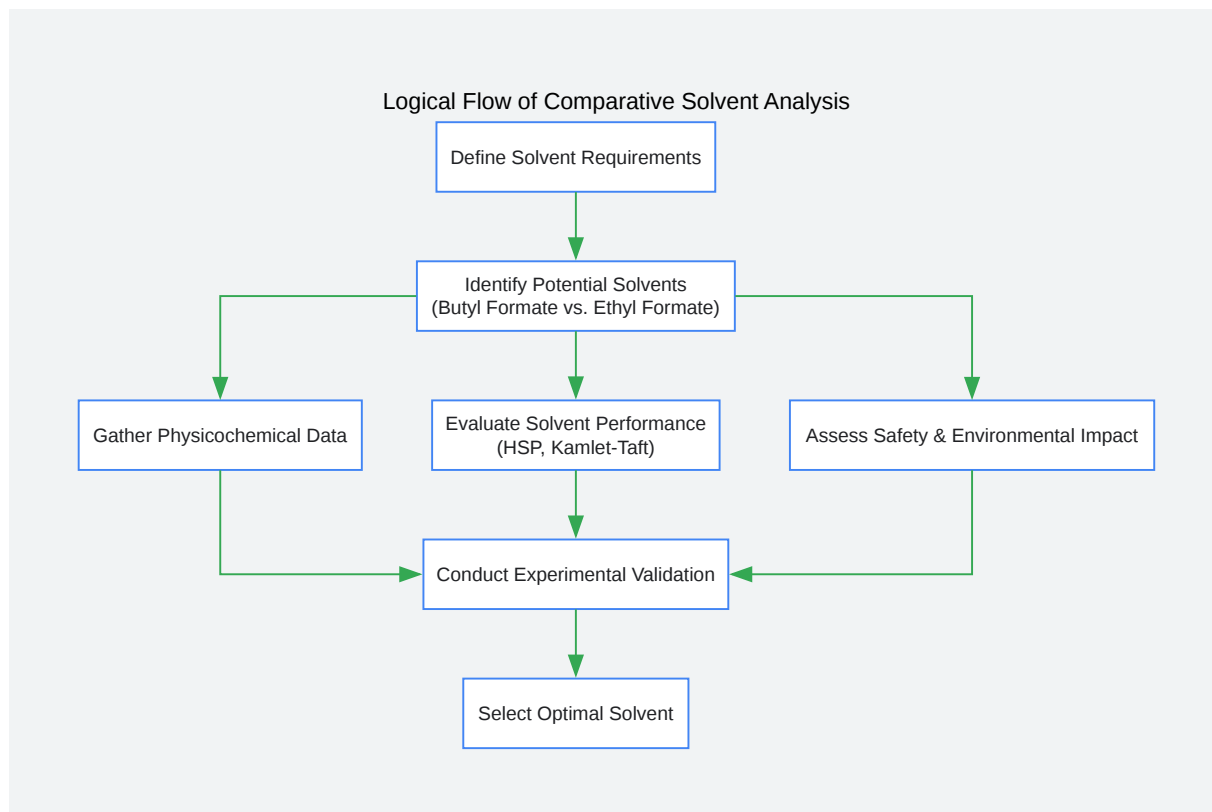 Logical Flow of Comparative Solvent Analysis
Define Solvent Requirements
Identify Potential Solvents
(Butyl Formate vs. Ethyl Formate)
Gather Physicochemical Data
Evaluate Solvent Performance
(HSP, Kamlet-Taft)
Assess Safety & Environmental Impact
Conduct Experimental Validation
Select Optimal Solvent